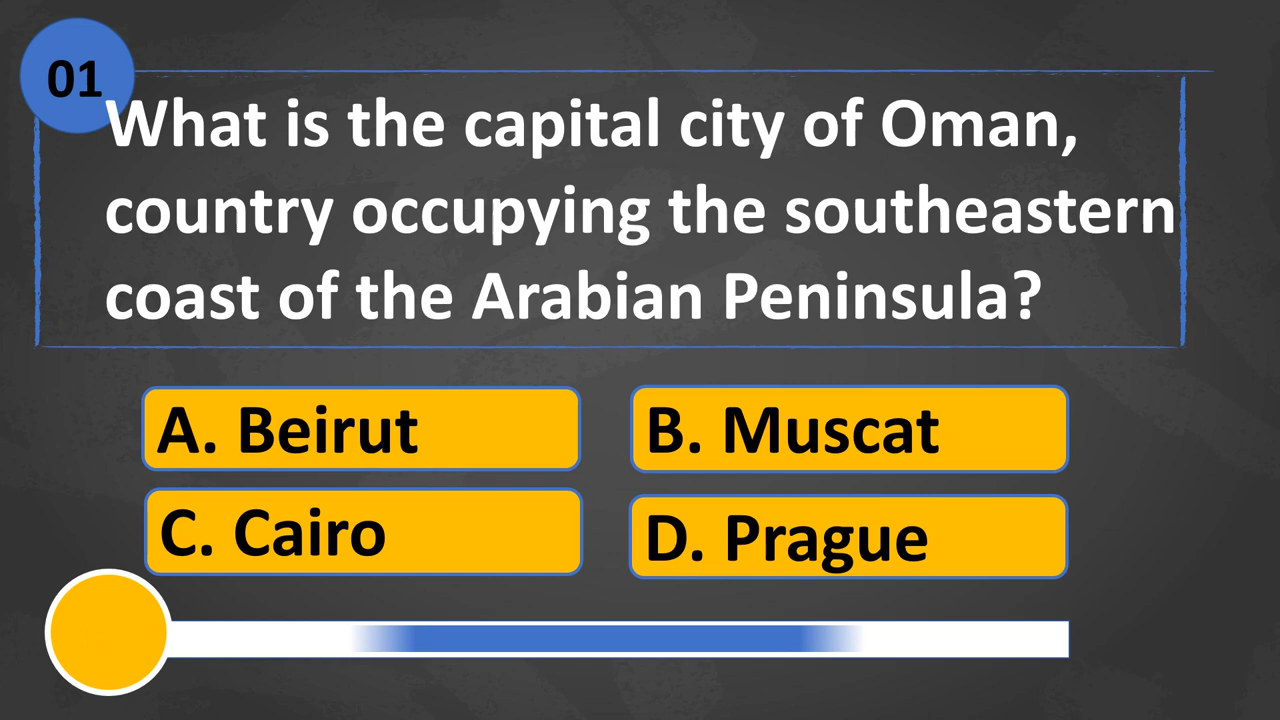 01
What is the capital city of Oman,
country occupying the southeastern
coast of the Arabian Peninsula?
A. Beirut
B. Muscat
C. Cairo
D. Prague